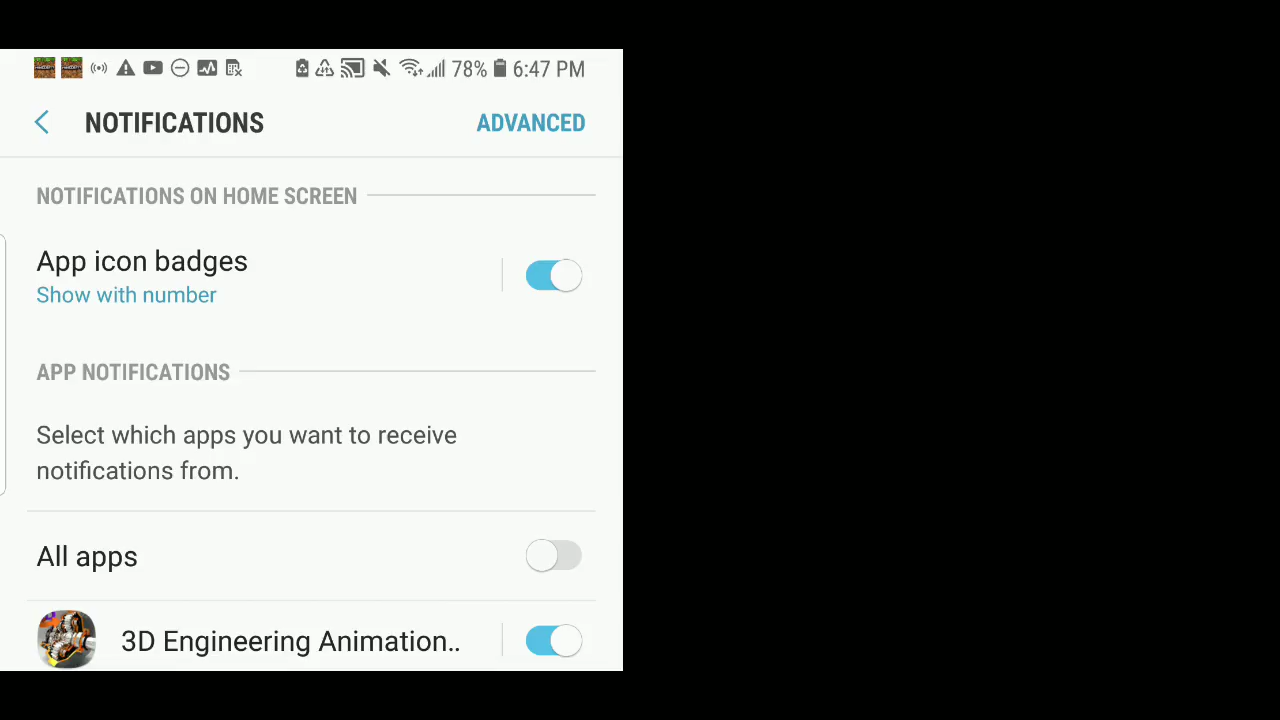 78% 6:47 PM
NOTIFICATIONS ADVANCED
NOTIFICATIONS ON HOME SCREEN
App icon badges
Show with number
APP NOTIFICATIONS
Select which apps you want to receive
notifications from.
All apps
3D Engineering Animation..